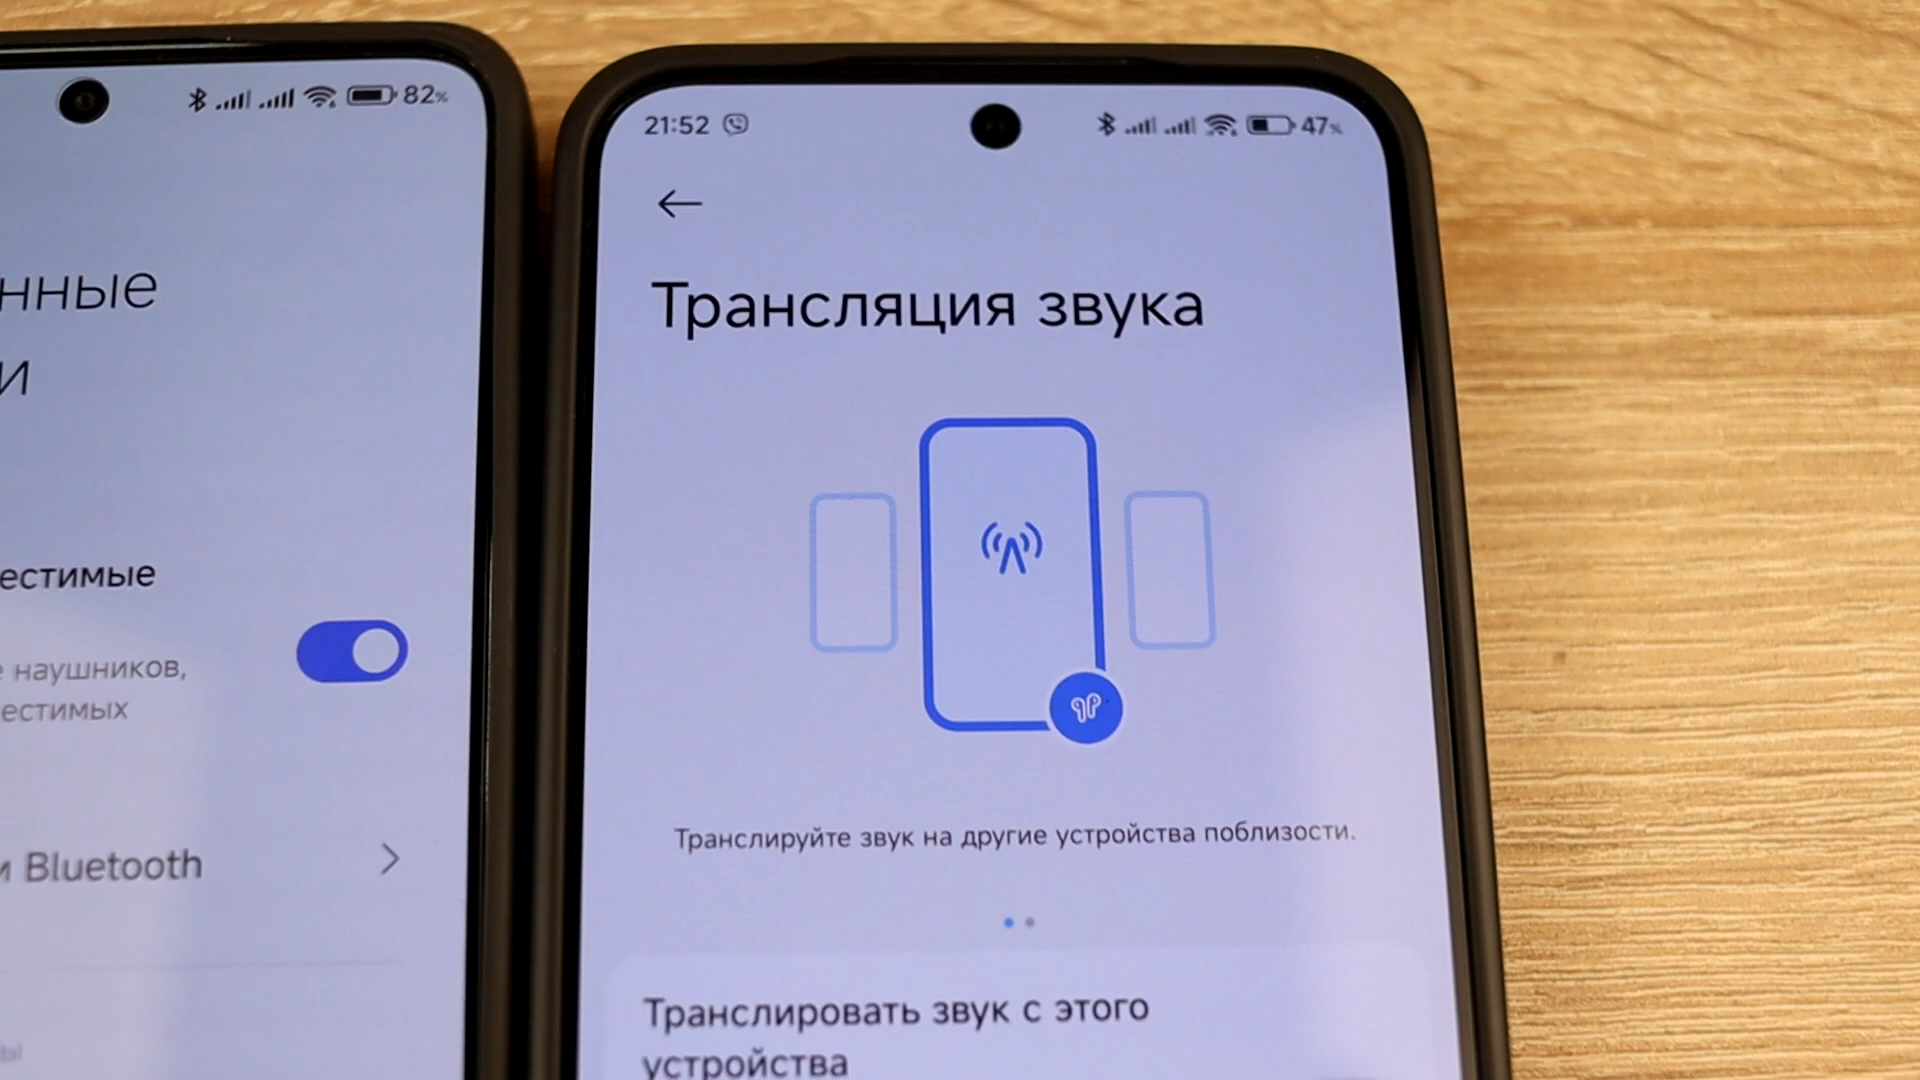 82%
нные
и
естимые
наушников,
естимых
Bluetooth
21:52
47%
Трансляция звука
Транслируйте звук на другие устройства поблизости.
Транслировать звук с этого
устройства